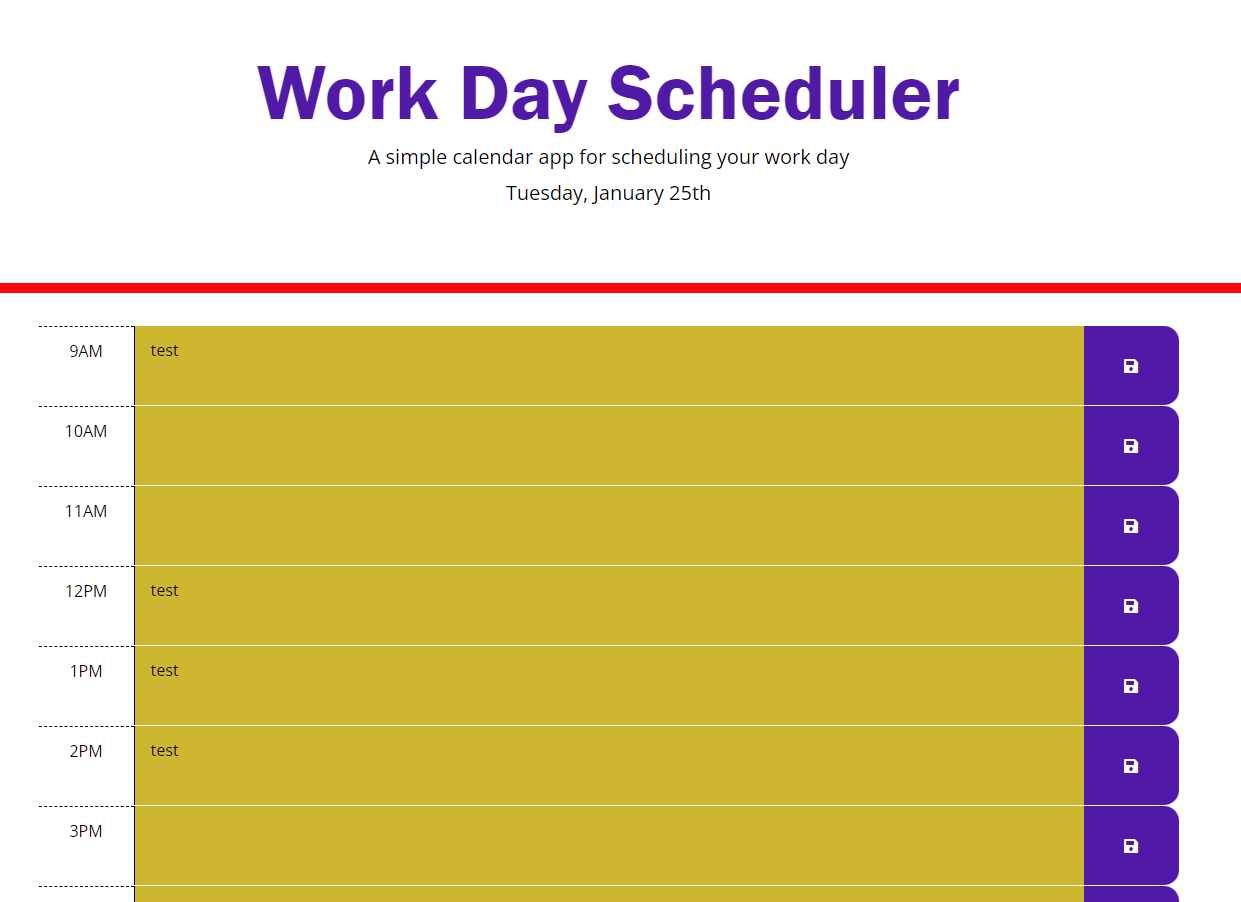 Work Day Scheduler
A simple calendar app for scheduling your work day
Tuesday, January 25th
9AM test
10AM
11AM
12PM test
1PM test
2PM test
3PM